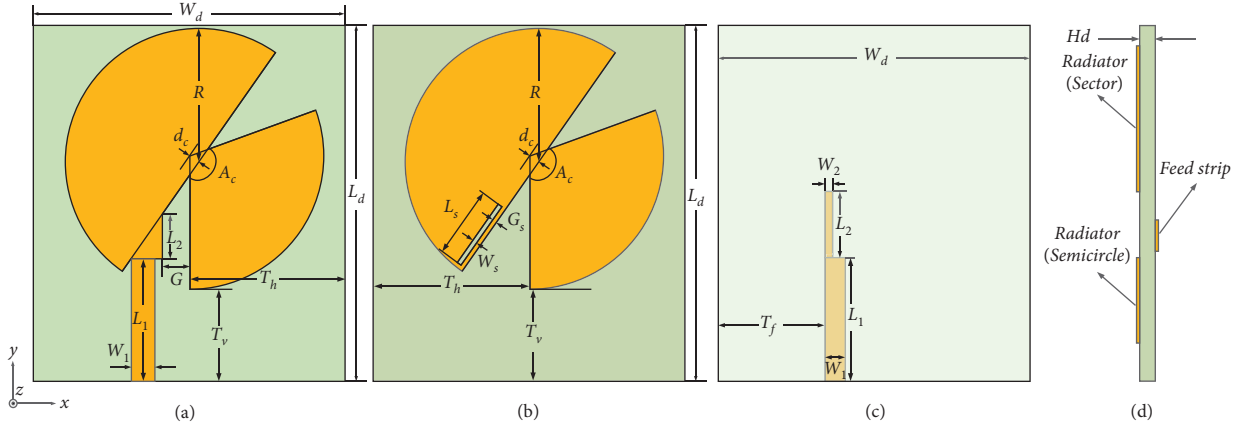 W_d
R
d_c
A_c
L_d
L_2
G
T_h
L_1
T_v
W_1
y
z
x
(a)
R
d_c
A_c
L_s
G_s
W_s
L_d
T_h
T_v
(b)
W_d
W_2
L_2
T_f
L_1
W_1
(c)
Hd
Radiator
(Sector)
Feed strip
Radiator
(Semicircle)
(d)